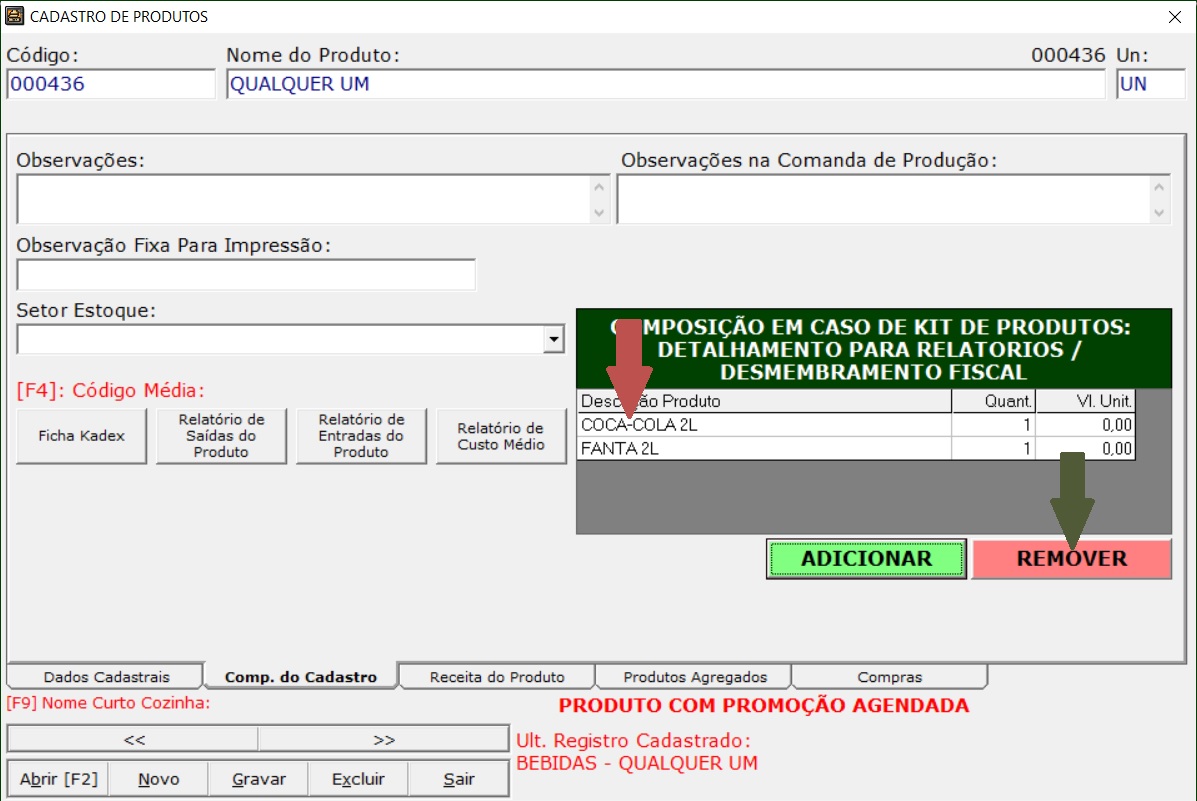 CADASTRO DE PRODUTOS
Código: Nome do Produto: 000436 Un:
000436 QUALQUER UM UN
Observações: Observações na Comanda de Produção:
Observação Fixa Para Impressão:
Setor Estoque:
COMPOSIÇÃO EM CASO DE KIT DE PRODUTOS:
DETALHAMENTO PARA RELATORIOS /
DESMEMBRAMENTO FISCAL
[F4]: Código Média:
Ficha Kadex
Relatório de
Saídas do
Produto
Relatório de
Entradas do
Produto
Relatório de
Custo Médio
Descrição Produto Quant. Vl. Unit.
COCA-COLA 2L 1 0,00
FANTA 2L 1 0,00
ADICIONAR REMOVER
Dados Cadastrais Comp. do Cadastro Receita do Produto Produtos Agregados Compras
[F9] Nome Curto Cozinha: PRODUTO COM PROMOÇÃO AGENDADA
<< >>
Ult. Registro Cadastrado:
BEBIDAS - QUALQUER UM
Abrir [F2] Novo Gravar Excluir Sair